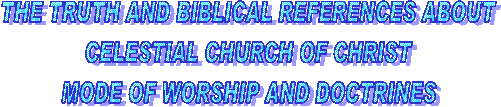 THE TRUTH AND BIBLICAL REFERENCES ABOUT
CELESTIAL CHURCH OF CHRIST
MODE OF WORSHIP AND DOCTRINES